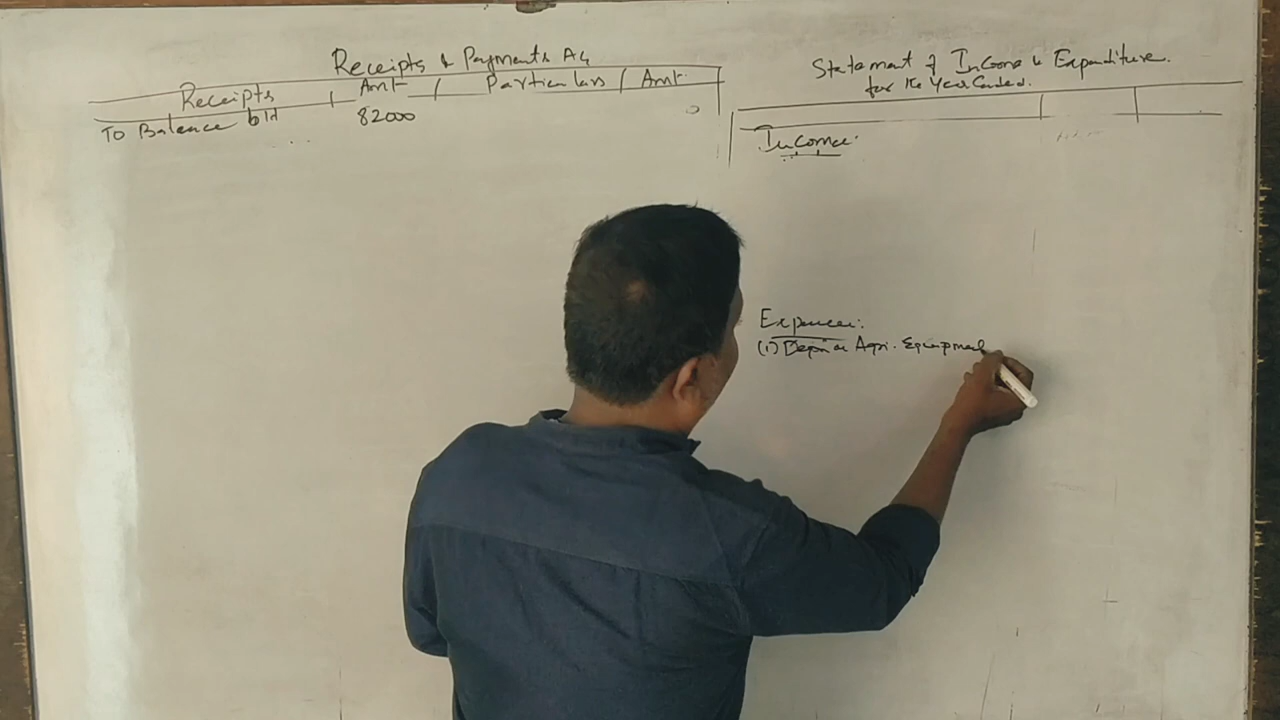 Receipts & Payments A/c
Receipts Amt Particulars Amt
To Balance b/d 82000
Statement of Income & Expenditure
for the Year ended.
Income:
Expenses:
(1) Depn on Agri. Equipment